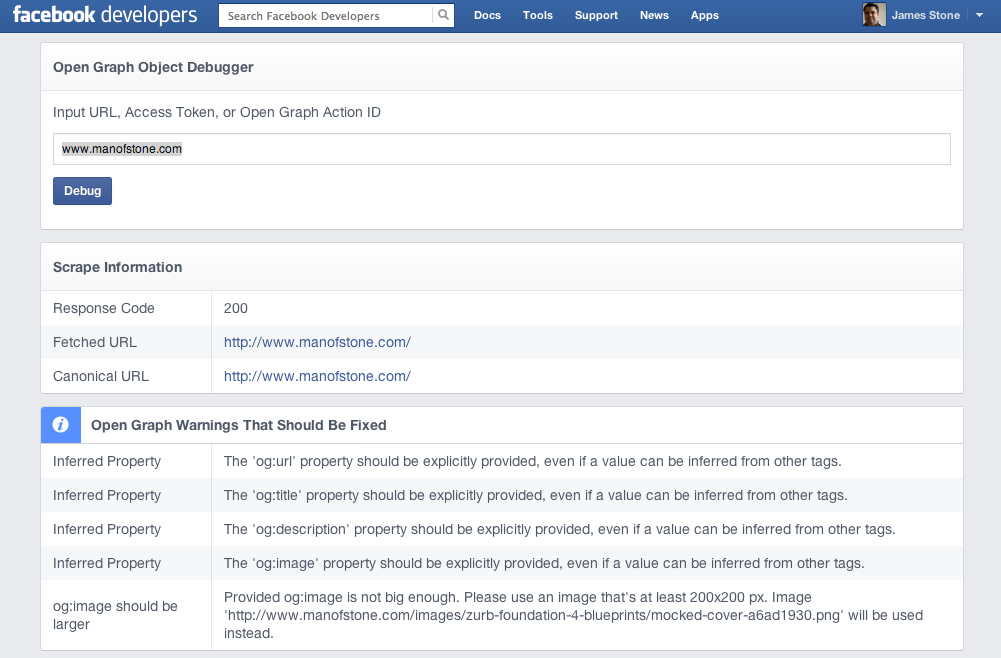 facebook developers Search Facebook Developers Docs Tools Support News Apps James Stone
Open Graph Object Debugger
Input URL, Access Token, or Open Graph Action ID
www.manofstone.com
Debug
Scrape Information
Response Code 200
Fetched URL http://www.manofstone.com/
Canonical URL http://www.manofstone.com/
i Open Graph Warnings That Should Be Fixed
Inferred Property The 'og:url' property should be explicitly provided, even if a value can be inferred from other tags.
Inferred Property The 'og:title' property should be explicitly provided, even if a value can be inferred from other tags.
Inferred Property The 'og:description' property should be explicitly provided, even if a value can be inferred from other tags.
Inferred Property The 'og:image' property should be explicitly provided, even if a value can be inferred from other tags.
og:image should be
larger
Provided og:image is not big enough. Please use an image that's at least 200x200 px. Image
'http://www.manofstone.com/images/zurb-foundation-4-blueprints/mocked-cover-a6ad1930.png' will be used
instead.